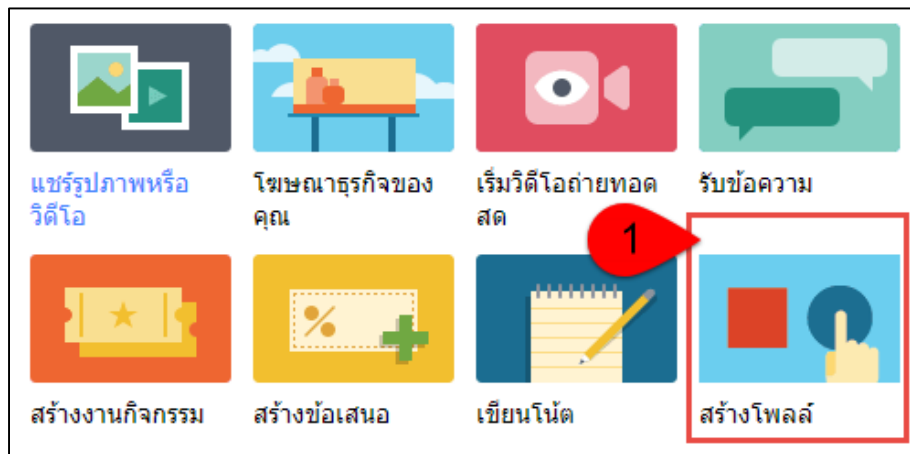 แชร์รูปภาพหรือ
วิดีโอ
โฆษณาธุรกิจของ
คุณ
เริ่มวิดีโอถ่ายทอด
สด
รับข้อความ
1
%
สร้างงานกิจกรรม
สร้างข้อเสนอ
เขียนโน้ต
สร้างโพลล์